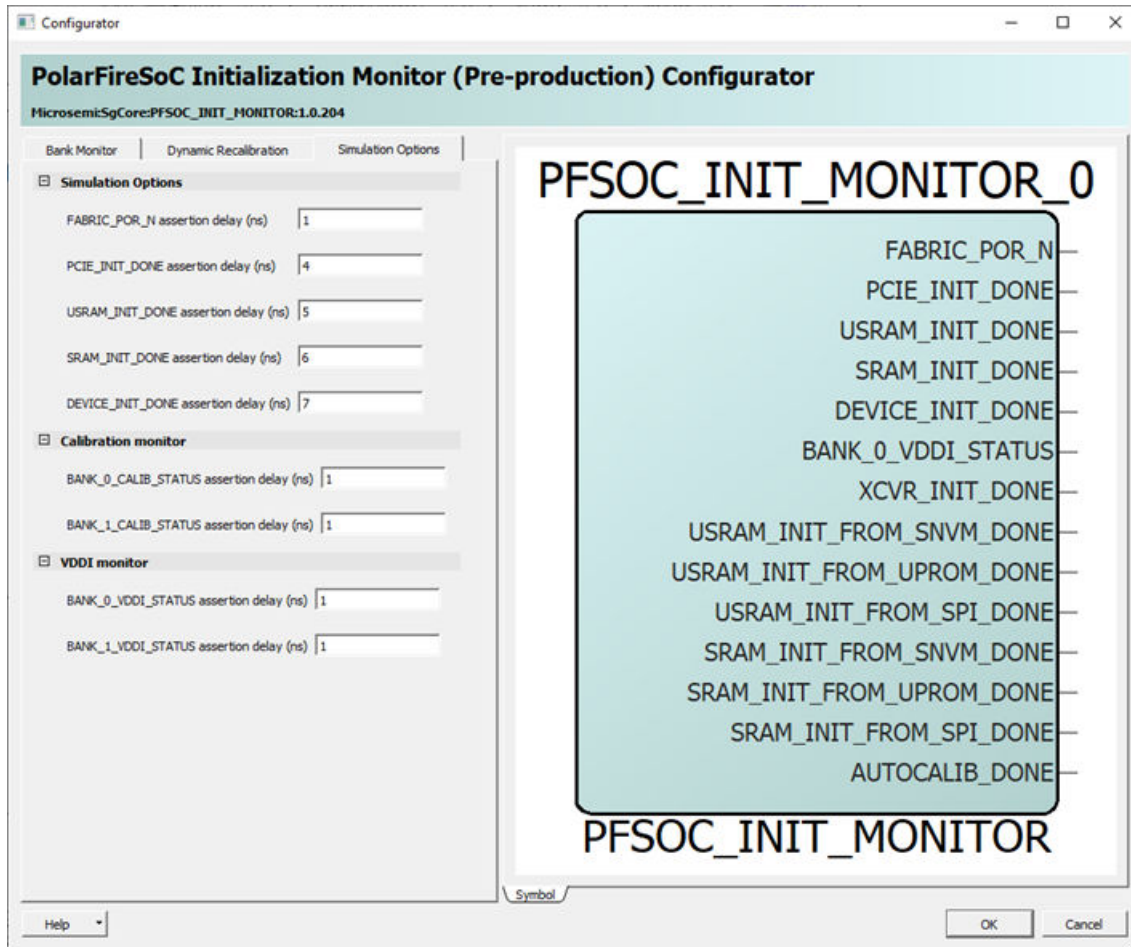 Configurator
PolarFireSoC Initialization Monitor (Pre-production) Configurator
Microsemi:SgCore:PFSOC_INIT_MONITOR:1.0.204
Bank Monitor
Dynamic Recalibration
Simulation Options
Simulation Options
FABRIC_POR_N assertion delay (ns) 1
PCIE_INIT_DONE assertion delay (ns) 4
USRAM_INIT_DONE assertion delay (ns) 5
SRAM_INIT_DONE assertion delay (ns) 6
DEVICE_INIT_DONE assertion delay (ns) 7
Calibration monitor
BANK_0_CALIB_STATUS assertion delay (ns) 1
BANK_1_CALIB_STATUS assertion delay (ns) 1
VDDI monitor
BANK_0_VDDI_STATUS assertion delay (ns) 1
BANK_1_VDDI_STATUS assertion delay (ns) 1
PFSOC_INIT_MONITOR_0
FABRIC_POR_N
PCIE_INIT_DONE
USRAM_INIT_DONE
SRAM_INIT_DONE
DEVICE_INIT_DONE
BANK_0_VDDI_STATUS
XCVR_INIT_DONE
USRAM_INIT_FROM_SNVM_DONE
USRAM_INIT_FROM_UPROM_DONE
USRAM_INIT_FROM_SPI_DONE
SRAM_INIT_FROM_SNVM_DONE
SRAM_INIT_FROM_UPROM_DONE
SRAM_INIT_FROM_SPI_DONE
AUTOCALIB_DONE
PFSOC_INIT_MONITOR
Symbol
Help
OK
Cancel